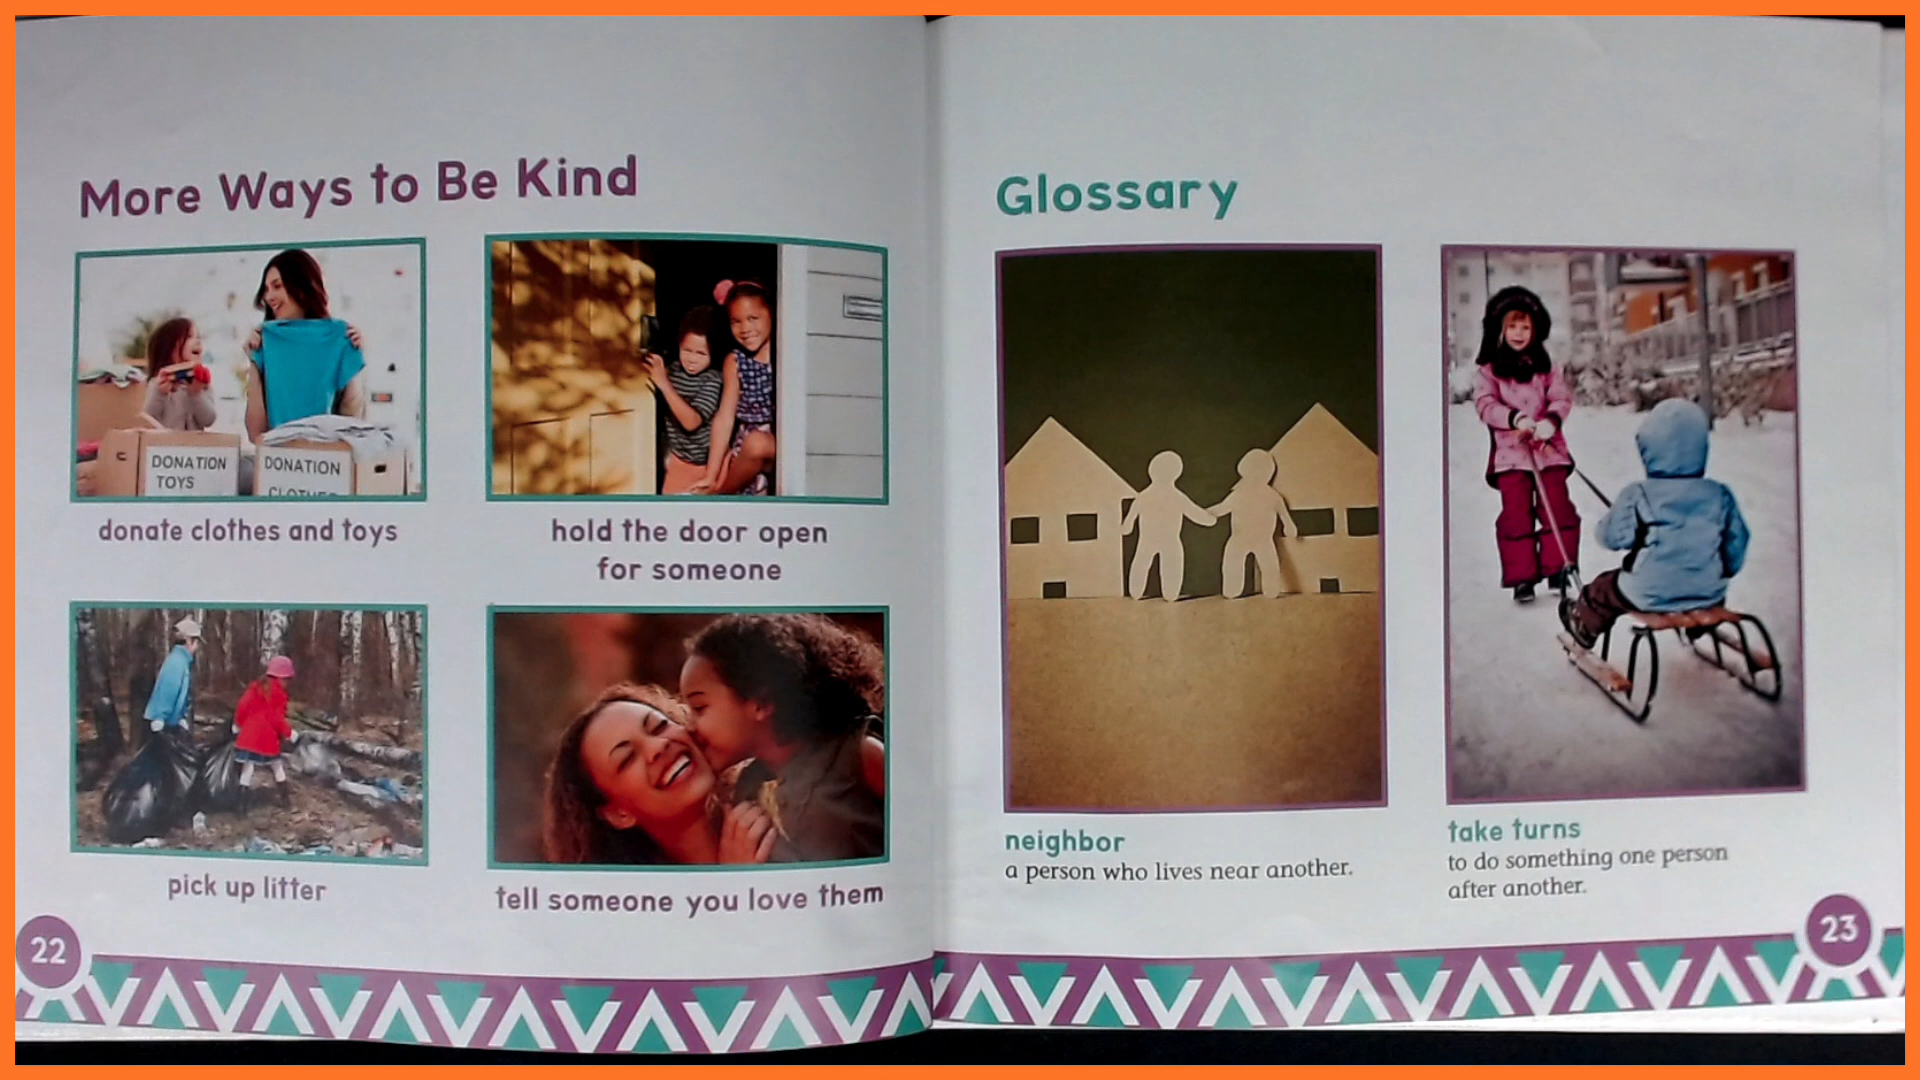 More Ways to Be Kind
DONATION
TOYS
DONATION
donate clothes and toys
hold the door open
for someone
pick up litter
tell someone you love them
22
Glossary
neighbor
a person who lives near another.
take turns
to do something one person
after another.
23